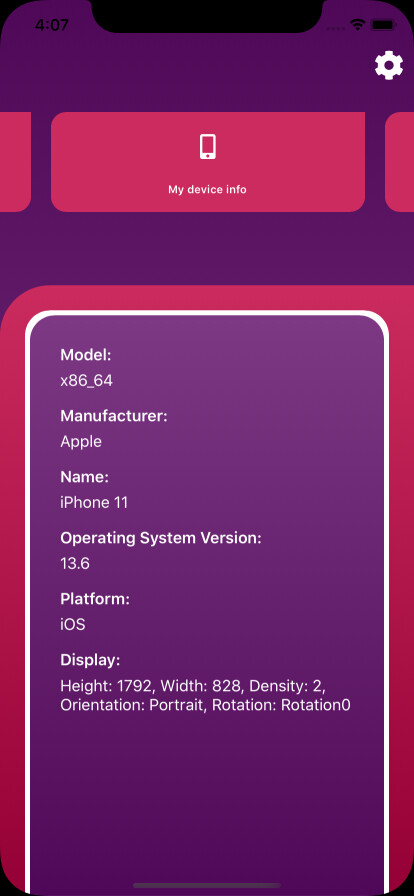 4:07
My device info
Model:
x86_64
Manufacturer:
Apple
Name:
iPhone 11
Operating System Version:
13.6
Platform:
iOS
Display:
Height: 1792, Width: 828, Density: 2,
Orientation: Portrait, Rotation: Rotation0